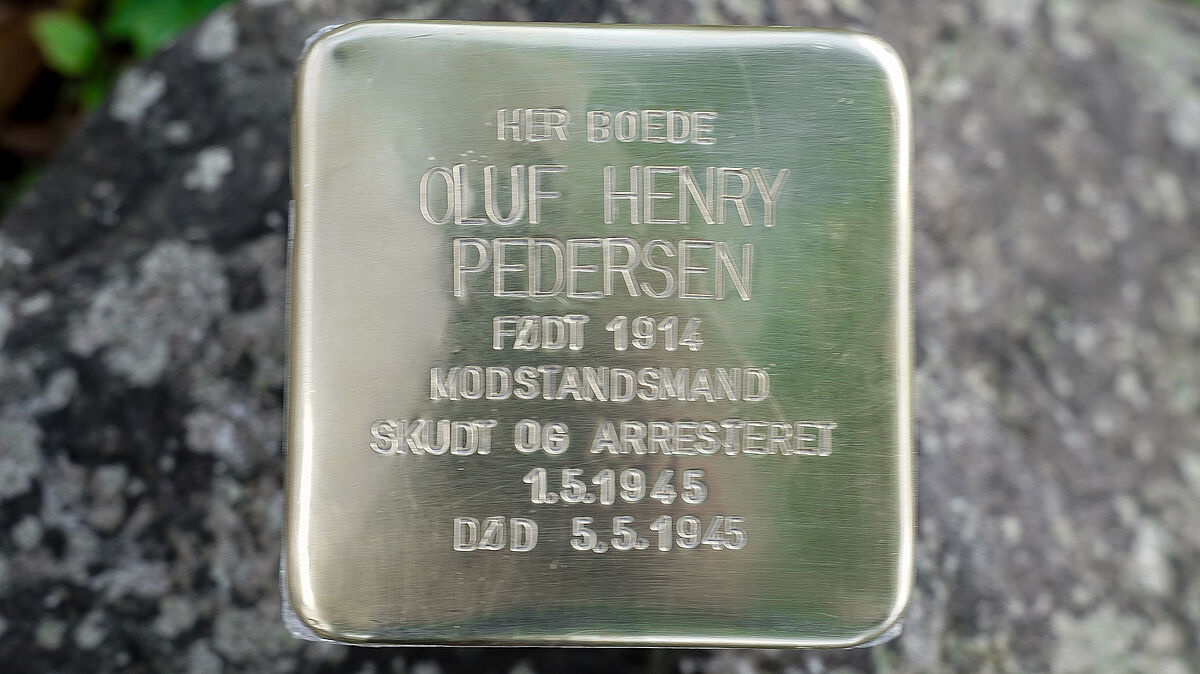 HER BOEDE
OLUF HENRY
PEDERSEN
FØDT 1914
MODSTANDSMAND
SKUDT OG ARRESTERET
1.5.1945
DØD 5.5.1945